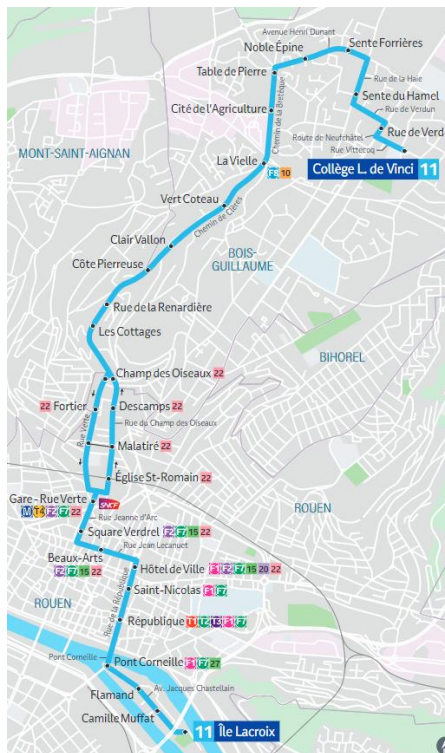 Avenue Henri Dunant
Noble Épine
Sente Forrières
Table de Pierre
Rue de la Haie
Cité de l'Agriculture
Chemin de la Bretèque
Sente du Hamel
Rue de Verdun
Route de Neufchâtel
Rue de Verd
Rue Vittecoq
MONT-SAINT-AIGNAN
La Vielle
Collège L. de Vinci 11
F8 10
Vert Coteau
Chemin de Clères
Clair Vallon
BOIS-
GUILLAUME
Côte Pierreuse
Rue de la Renardière
Les Cottages
BIHOREL
Champ des Oiseaux 22
22 Fortier
Descamps 22
Rue Verte
Rue du Champ des Oiseaux
Malatiré 22
Église St-Romain 22
Gare - Rue Verte
SNCF
M T4 F2 F7 22
Rue Jeanne d'Arc
ROUEN
Square Verdrel F2 F7 15 22
Rue Jean Lecanuet
Beaux-Arts
F2 F7 15 22
Hôtel de Ville F1 F2 F7 15 20 22
Saint-Nicolas F1 F7
ROUEN
Rue de la République
République T1 T2 T3 F1 F7
Pont Corneille
Pont Corneille F1 F7 27
Flamand
Av. Jacques Chastellain
Camille Muffat
11 Île Lacroix